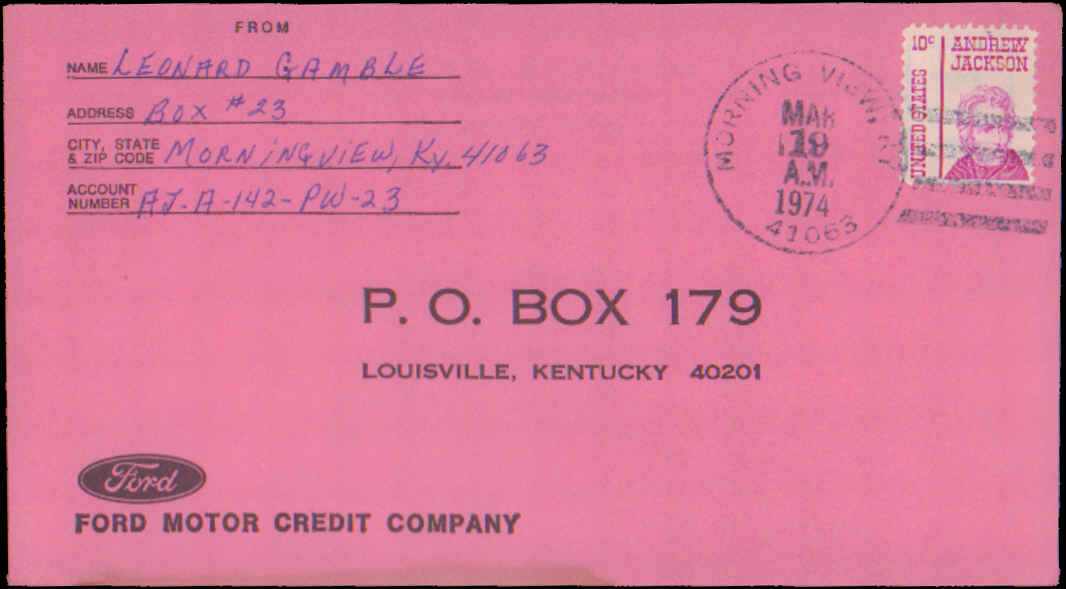 FROM
NAME LEONARD GAMBLE
ADDRESS BOX #23
CITY, STATE
& ZIP CODE MORNINGVIEW, Ky. 41063
ACCOUNT
NUMBER AJ-A-142-PW-23
MORNING VIEW, KY
MAR
19
A.M.
1974
41063
10c ANDREW
JACKSON
UNITED STATES
P. O. BOX 179
LOUISVILLE, KENTUCKY 40201
Ford
FORD MOTOR CREDIT COMPANY